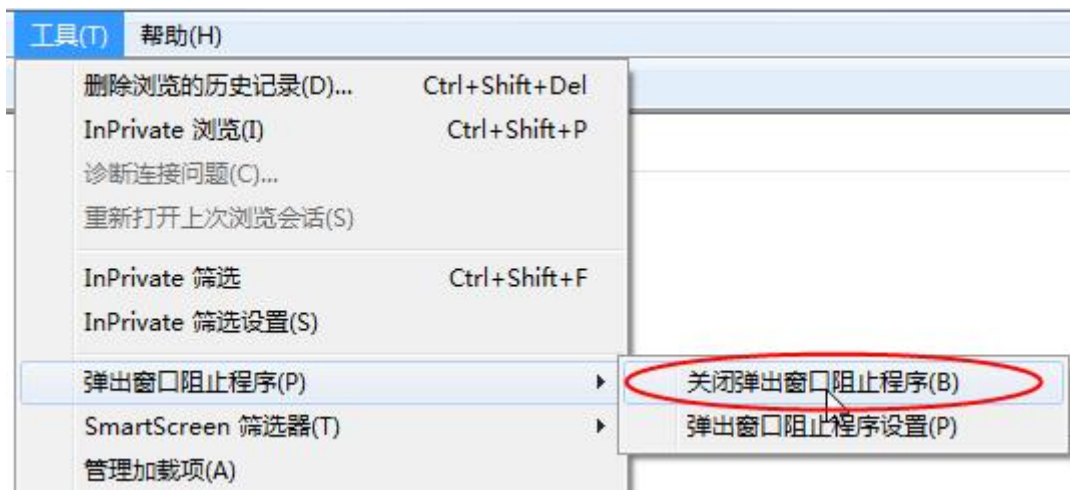 工具(T) 帮助(H)
删除浏览的历史记录(D)... Ctrl+Shift+Del
InPrivate 浏览(I) Ctrl+Shift+P
诊断连接问题(C)...
重新打开上次浏览会话(S)
InPrivate 筛选 Ctrl+Shift+F
InPrivate 筛选设置(S)
弹出窗口阻止程序(P) 关闭弹出窗口阻止程序(B)
SmartScreen 筛选器(T) 弹出窗口阻止程序设置(P)
管理加载项(A)